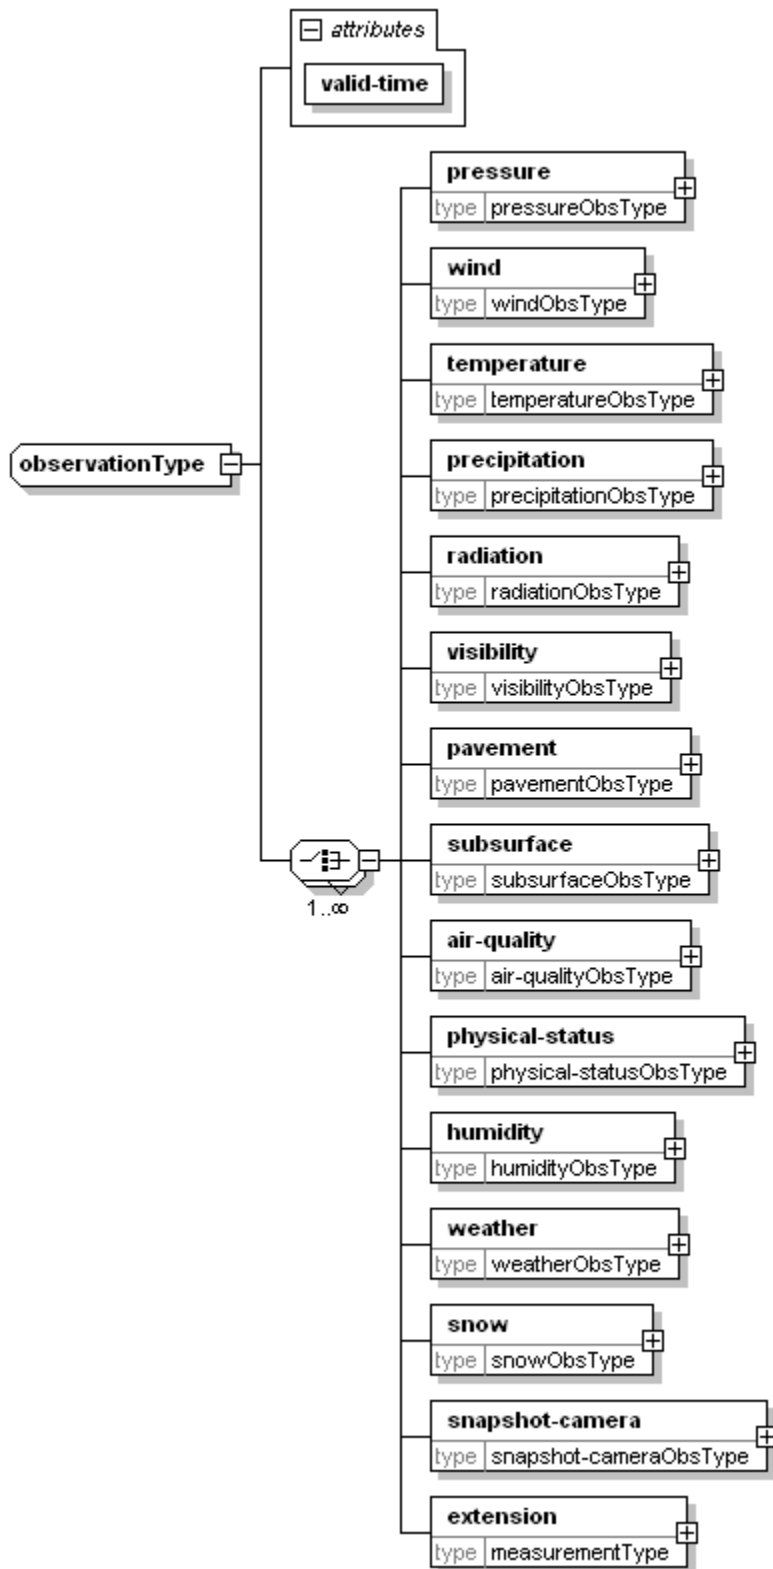 attributes
valid-time
pressure
type pressureObsType
wind
type windObsType
temperature
type temperatureObsType
observationType
precipitation
type precipitationObsType
radiation
type radiationObsType
visibility
type visibilityObsType
pavement
type pavementObsType
subsurface
type subsurfaceObsType
1..∞
air-quality
type air-qualityObsType
physical-status
type physical-statusObsType
humidity
type humidityObsType
weather
type weatherObsType
snow
type snowObsType
snapshot-camera
type snapshot-cameraObsType
extension
type measurementType